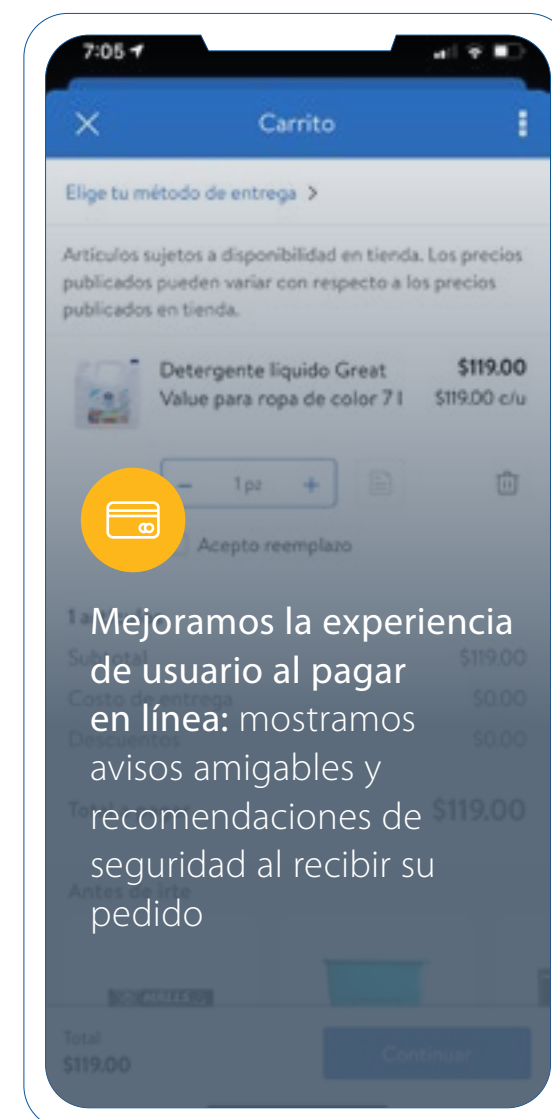 7:05
Carrito
Elige tu método de entrega >
Artículos sujetos a disponibilidad en tienda. Los precios
publicados pueden variar con respecto a los precios
publicados en tienda.
Detergente líquido Great $119.00
Value para ropa de color 7 l $119.00 c/u
− 1 pz +
Acepto reemplazo
Mejoramos la experiencia
de usuario al pagar
en línea: mostramos
avisos amigables y
recomendaciones de
seguridad al recibir su
pedido
1
Subtotal $119.00
Costo de entrega $0.00
Descuentos $0.00
Total $119.00
Antes de irte
Total
$119.00
Continuar